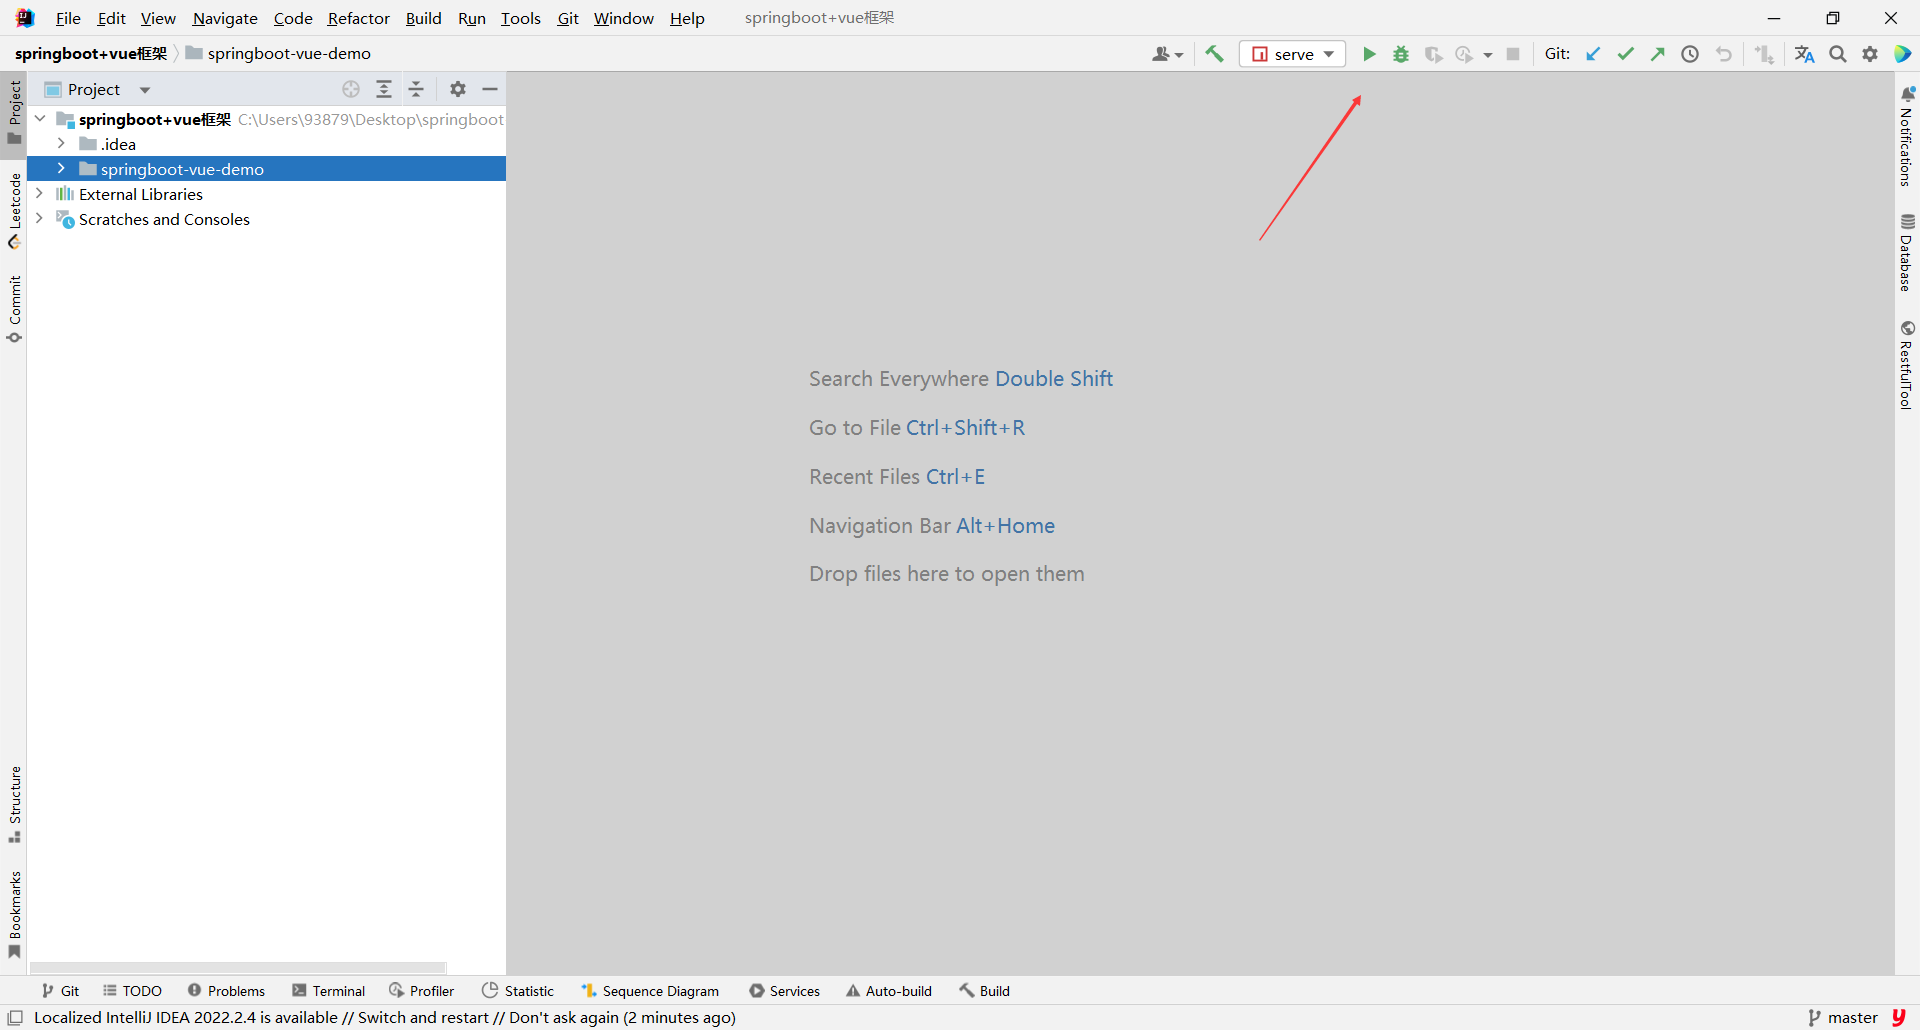 File Edit View Navigate Code Refactor Build Run Tools Git Window Help springboot+vue框架
springboot+vue框架 springboot-vue-demo serve Git:
Project
springboot+vue框架 C:\Users\93879\Desktop\springboot
.idea
springboot-vue-demo
External Libraries
Scratches and Consoles
Project
Leetcode
Commit
Structure
Bookmarks
Search Everywhere Double Shift
Go to File Ctrl+Shift+R
Recent Files Ctrl+E
Navigation Bar Alt+Home
Drop files here to open them
Notifications
Database
RestfulTool
Git TODO Problems Terminal Profiler Statistic Sequence Diagram Services Auto-build Build
Localized IntelliJ IDEA 2022.2.4 is available // Switch and restart // Don't ask again (2 minutes ago) master